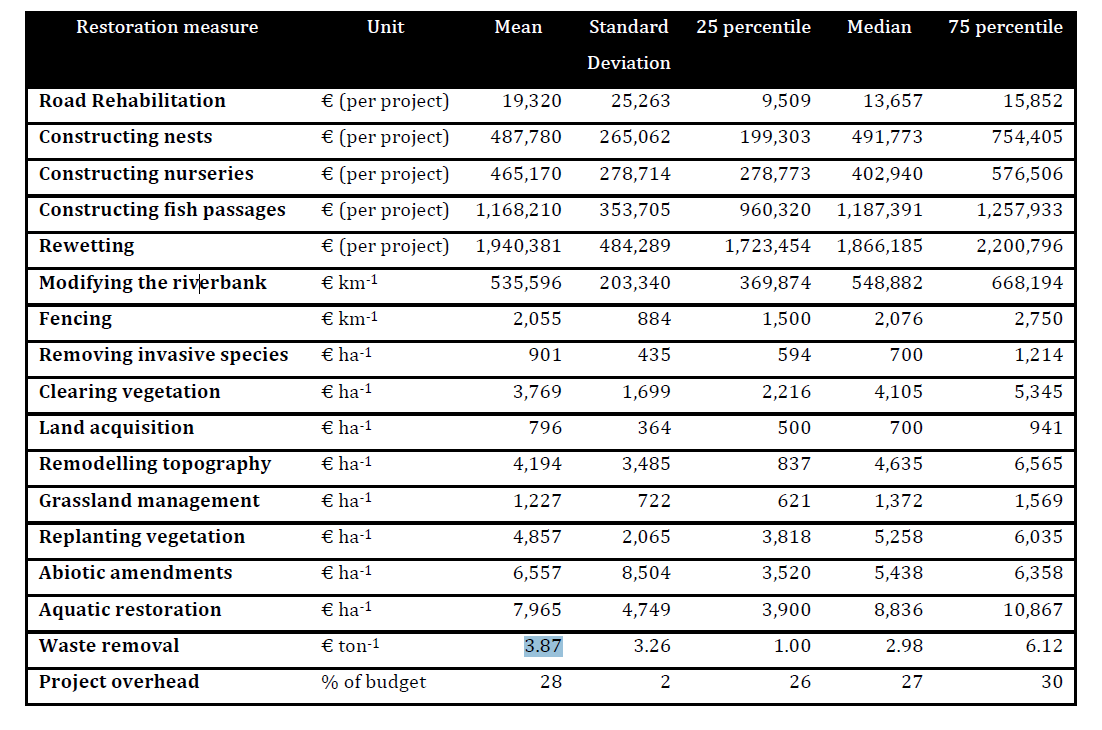 Restoration measure Unit Mean Standard Deviation 25 percentile Median 75 percentile
Road Rehabilitation € (per project) 19,320 25,263 9,509 13,657 15,852
Constructing nests € (per project) 487,780 265,062 199,303 491,773 754,405
Constructing nurseries € (per project) 465,170 278,714 278,773 402,940 576,506
Constructing fish passages € (per project) 1,168,210 353,705 960,320 1,187,391 1,257,933
Rewetting € (per project) 1,940,381 484,289 1,723,454 1,866,185 2,200,796
Modifying the riverbank € km-1 535,596 203,340 369,874 548,882 668,194
Fencing € km-1 2,055 884 1,500 2,076 2,750
Removing invasive species € ha-1 901 435 594 700 1,214
Clearing vegetation € ha-1 3,769 1,699 2,216 4,105 5,345
Land acquisition € ha-1 796 364 500 700 941
Remodelling topography € ha-1 4,194 3,485 837 4,635 6,565
Grassland management € ha-1 1,227 722 621 1,372 1,569
Replanting vegetation € ha-1 4,857 2,065 3,818 5,258 6,035
Abiotic amendments € ha-1 6,557 8,504 3,520 5,438 6,358
Aquatic restoration € ha-1 7,965 4,749 3,900 8,836 10,867
Waste removal € ton-1 3.87 3.26 1.00 2.98 6.12
Project overhead % of budget 28 2 26 27 30